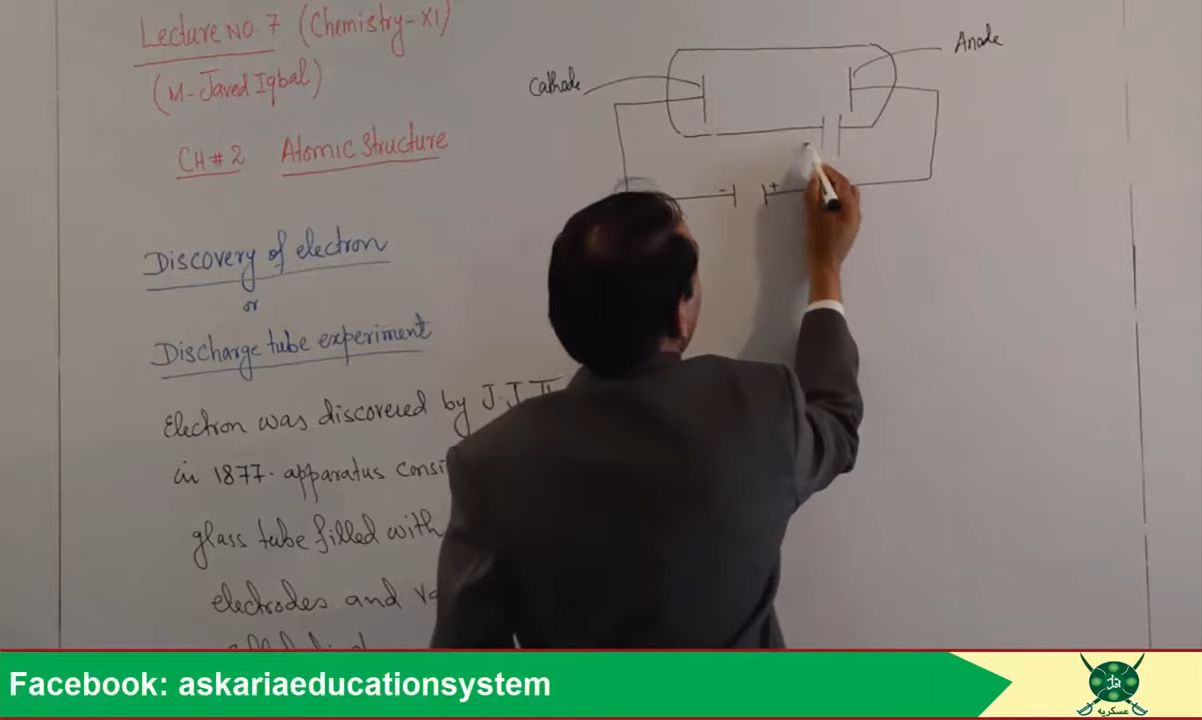 Lecture NO. 7 (Chemistry-XI)
(M-Javed Iqbal)
CH # 2 Atomic Structure
Cathode
Anode
- +
Discovery of electron
or
Discharge tube experiment
Electron was discovered by J.J
in 1877. apparatus
glass tube filled with
electrodes and
Facebook: askariaeducationsystem
عسکریہ